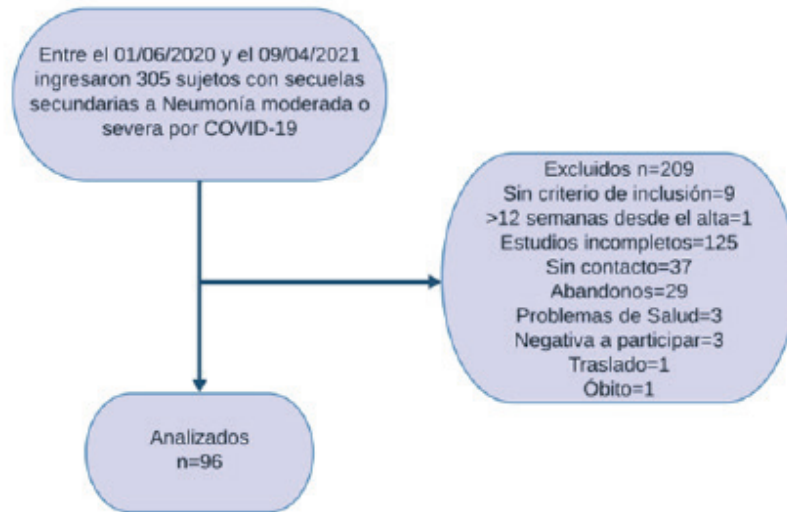 Entre el 01/06/2020 y el 09/04/2021
ingresaron 305 sujetos con secuelas
secundarias a Neumonía moderada o
severa por COVID-19
Excluidos n=209
Sin criterio de inclusión=9
>12 semanas desde el alta=1
Estudios incompletos=125
Sin contacto=37
Abandonos=29
Problemas de Salud=3
Negativa a participar=3
Traslado=1
Óbito=1
Analizados
n=96